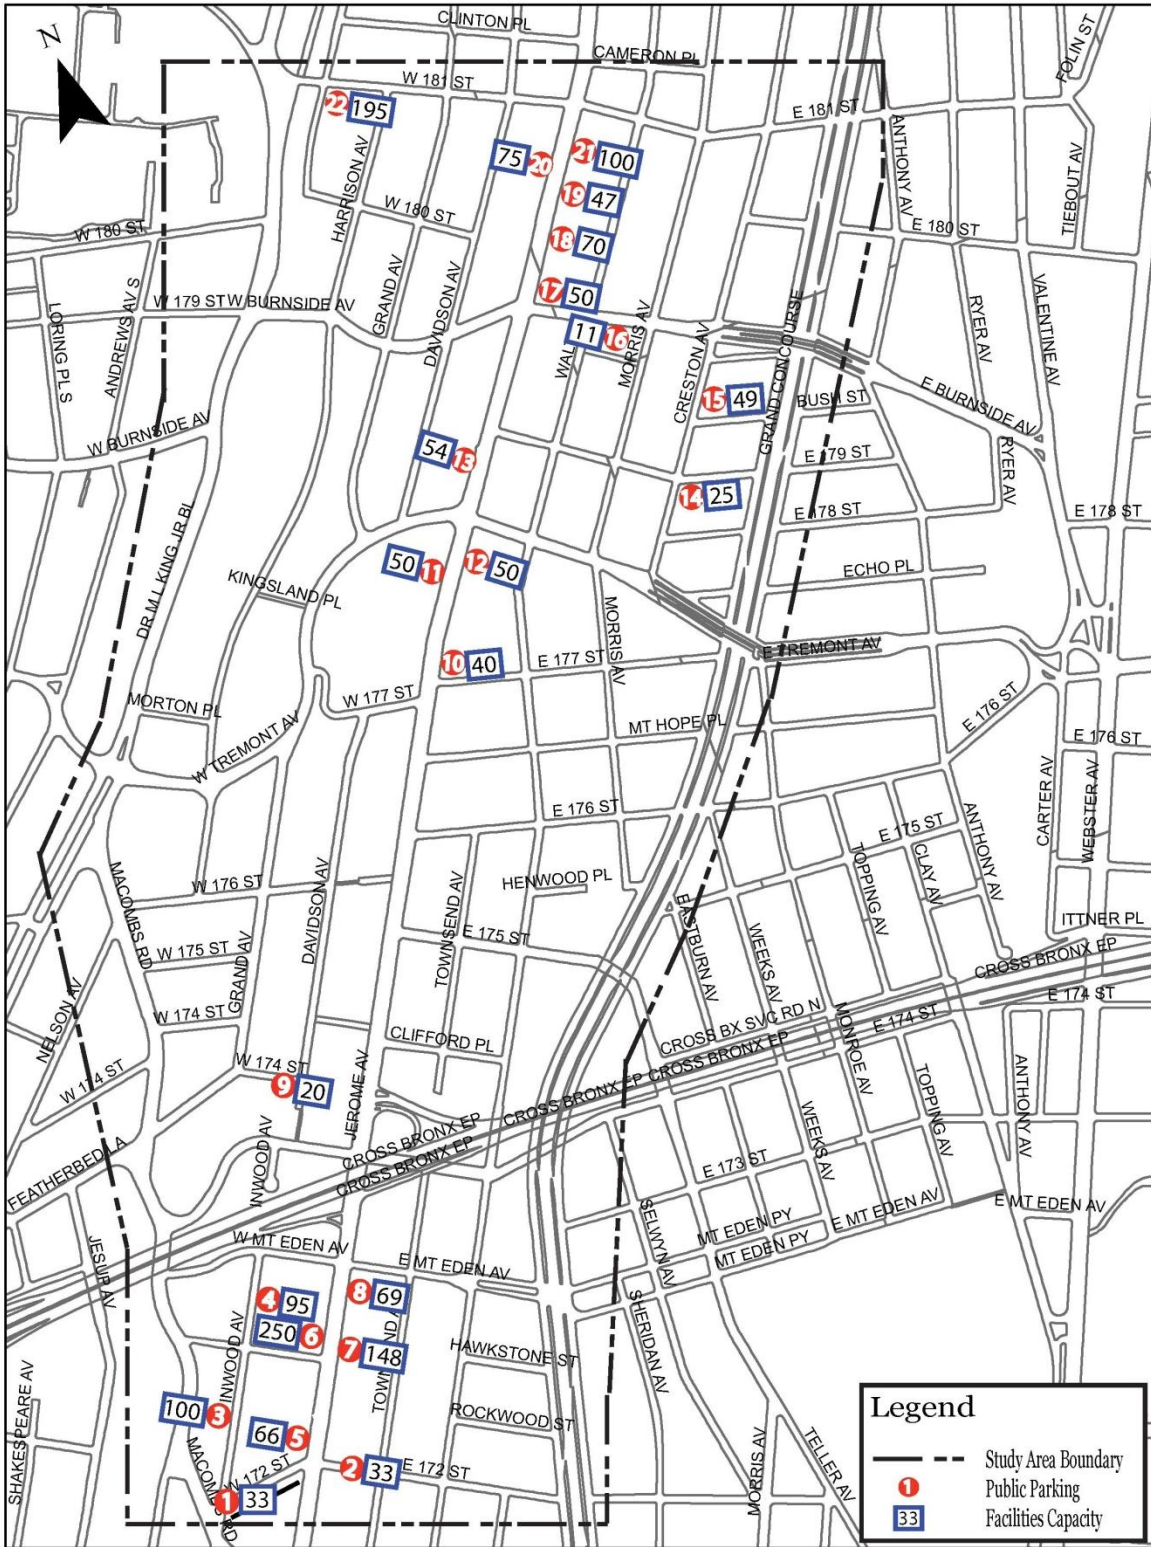 CLINTON PL
N
CAMERON PL
FOLIN ST
W 181 ST
22 195
E 181 ST
ANTHONY AV
TIEBOUT AV
75 20
21 100
HARRISON AV
19 47
W 180 ST
W 180 ST
18 70
E 180 ST
GRAND AV
DAVIDSON AV
17 50
W 179 ST
W BURNSIDE AV
LORING PL S
ANDREWS AV S
11 16
WAL
MORRIS AV
CRESTON AV
GRAND CONCOURSE
RYER AV
VALENTINE AV
15 49
BUSH ST
E BURNSIDE AV
W BURNSIDE AV
54 13
E 179 ST
RYER AV
14 25
E 178 ST
E 178 ST
DR M L KING JR BL
50 11
12 50
ECHO PL
KINGSLAND PL
MORRIS AV
E TREMONT AV
10 40
E 177 ST
W 177 ST
MORTON PL
MT HOPE PL
E 176 ST
E 176 ST
W TREMONT AV
E 176 ST
CARTER AV
WEBSTER AV
E 175 ST
ANTHONY AV
CLAY AV
TOPPING AV
MACOMBS RD
W 176 ST
DAVIDSON AV
HENWOOD PL
TOWNSEND AV
E 175 ST
EASTBURN AV
WEEKS AV
ITTNER PL
CROSS BRONX EP
W 175 ST
GRAND AV
NELSON AV
W 174 ST
E 174 ST
CLIFFORD PL
CROSS BX SVC RD N
E 174 ST
MONROE AV
W 174 ST
W 174 ST
JEROME AV
9 20
CROSS BRONX EP
CROSS BRONX EP
TOPPING AV
ANTHONY AV
CROSS BRONX EP
CROSS BRONX EP
WEEKS AV
INWOOD AV
FEATHERBED LA
E 173 ST
E MT EDEN AV
SELWYN AV
MT EDEN PY
E MT EDEN AV
MT EDEN PY
W MT EDEN AV
E MT EDEN AV
JESUP AV
4 95
8 69
SHERIDAN AV
250 6
INWOOD AV
7 148
TOWN
ND A
HAWKSTONE ST
SHAKESPEARE AV
100 3
66 5
ROCKWOOD ST
MORRIS AV
TELLER AV
W 172 ST
2 33
E 172 ST
1 33
MACOMBS RD
Legend
Study Area Boundary
1 Public Parking
33 Facilities Capacity